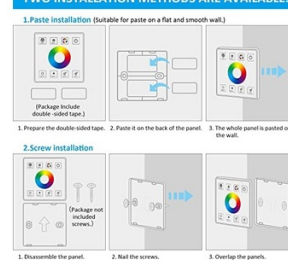 TWO INSTALLATION METHODS ARE AVAILABLE
1.Paste installation (Suitable for paste on a flat and smooth wall.)
(Package include
double -sided tape.)
1. Prepare the double-sided tape.
2. Paste it on the back of the panel.
3. The whole panel is pasted o
the wall.
2.Screw installation
(Package not
included
screws.)
1. Disassemble the panel.
2. Nail the screws.
3. Overlap the panels.